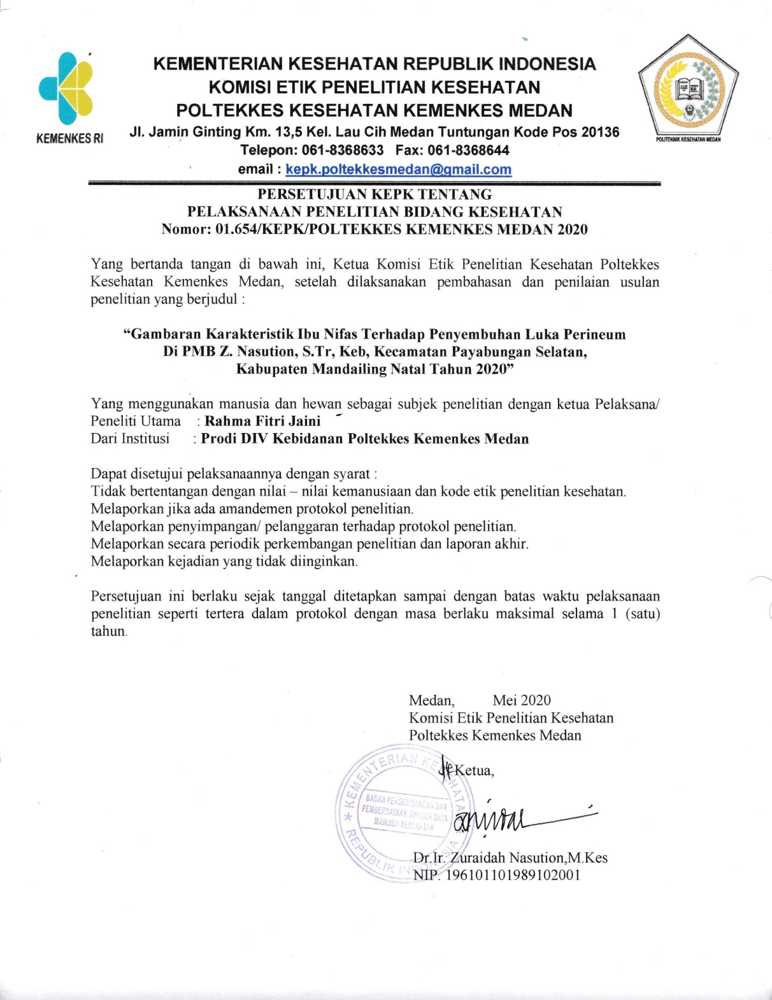 KEMENTERIAN KESEHATAN REPUBLIK INDONESIA
KOMISI ETIK PENELITIAN KESEHATAN
POLTEKKES KESEHATAN KEMENKES MEDAN
Jl. Jamin Ginting Km. 13,5 Kel. Lau Cih Medan Tuntungan Kode Pos 20136
Telepon: 061-8368633 Fax: 061-8368644
email : kepk.poltekkesmedan@gmail.com
KEMENKES RI
POLITEKNIK KESEHATAN MEDAN
PERSETUJUAN KEPK TENTANG
PELAKSANAAN PENELITIAN BIDANG KESEHATAN
Nomor: 01.654/KEPK/POLTEKKES KEMENKES MEDAN 2020
Yang bertanda tangan di bawah ini, Ketua Komisi Etik Penelitian Kesehatan Poltekkes
Kesehatan Kemenkes Medan, setelah dilaksanakan pembahasan dan penilaian usulan
penelitian yang berjudul :
“Gambaran Karakteristik Ibu Nifas Terhadap Penyembuhan Luka Perineum
Di PMB Z. Nasution, S.Tr, Keb, Kecamatan Payabungan Selatan,
Kabupaten Mandailing Natal Tahun 2020”
Yang menggunakan manusia dan hewan sebagai subjek penelitian dengan ketua Pelaksana/
Peneliti Utama : Rahma Fitri Jaini
Dari Institusi : Prodi DIV Kebidanan Poltekkes Kemenkes Medan
Dapat disetujui pelaksanaannya dengan syarat :
Tidak bertentangan dengan nilai – nilai kemanusiaan dan kode etik penelitian kesehatan.
Melaporkan jika ada amandemen protokol penelitian.
Melaporkan penyimpangan/ pelanggaran terhadap protokol penelitian.
Melaporkan secara periodik perkembangan penelitian dan laporan akhir.
Melaporkan kejadian yang tidak diinginkan.
Persetujuan ini berlaku sejak tanggal ditetapkan sampai dengan batas waktu pelaksanaan
penelitian seperti tertera dalam protokol dengan masa berlaku maksimal selama 1 (satu)
tahun.
Medan, Mei 2020
Komisi Etik Penelitian Kesehatan
Poltekkes Kemenkes Medan
Ketua,
KEMENTERIAN KESEHATAN
REPUBLIK INDONESIA
BADAN PENGEMBANGAN DAN
PEMBERDAYAAN SUMBER DAYA
MANUSIA KESEHATAN
Dr.Ir. Zuraidah Nasution,M.Kes
NIP. 196101101989102001